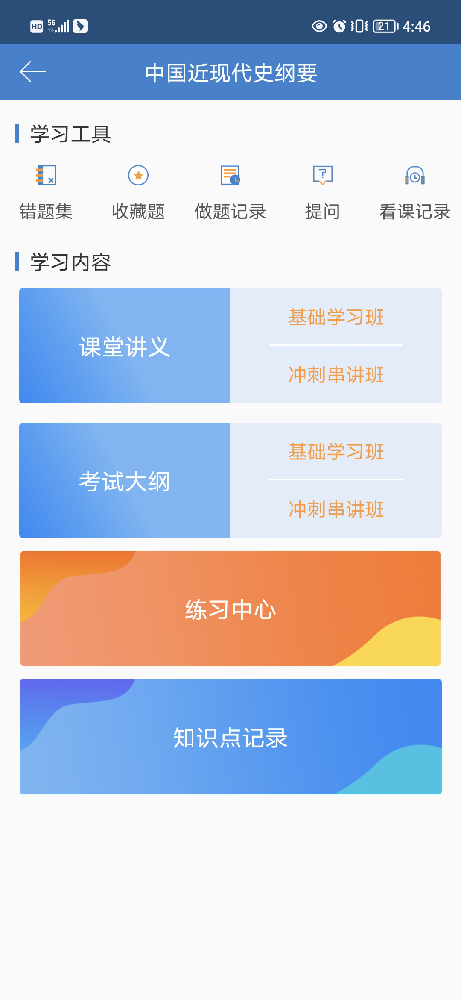 HD 5G 21 4:46
中国近现代史纲要
学习工具
错题集 收藏题 做题记录 提问 看课记录
学习内容
课堂讲义
基础学习班
冲刺串讲班
考试大纲
基础学习班
冲刺串讲班
练习中心
知识点记录